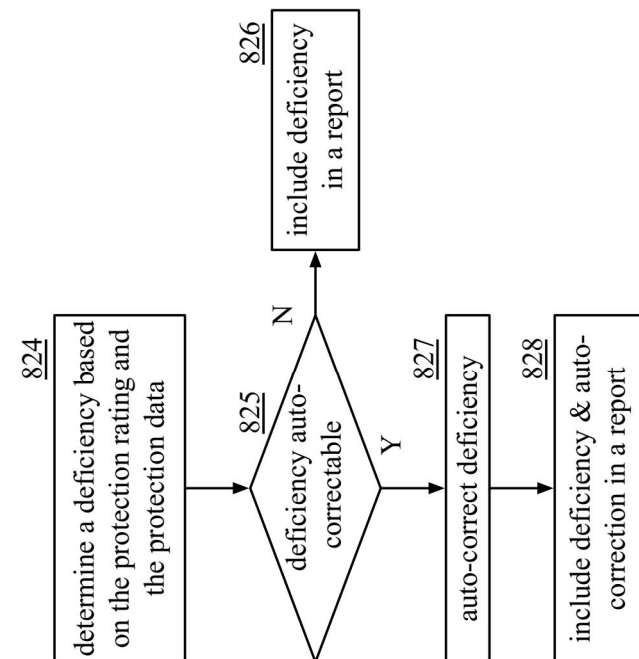 824
determine a deficiency based
on the protection rating and
the protection data
825
deficiency auto-
correctable
N
826
include deficiency
in a report
Y
827
auto-correct deficiency
828
include deficiency & auto-
correction in a report